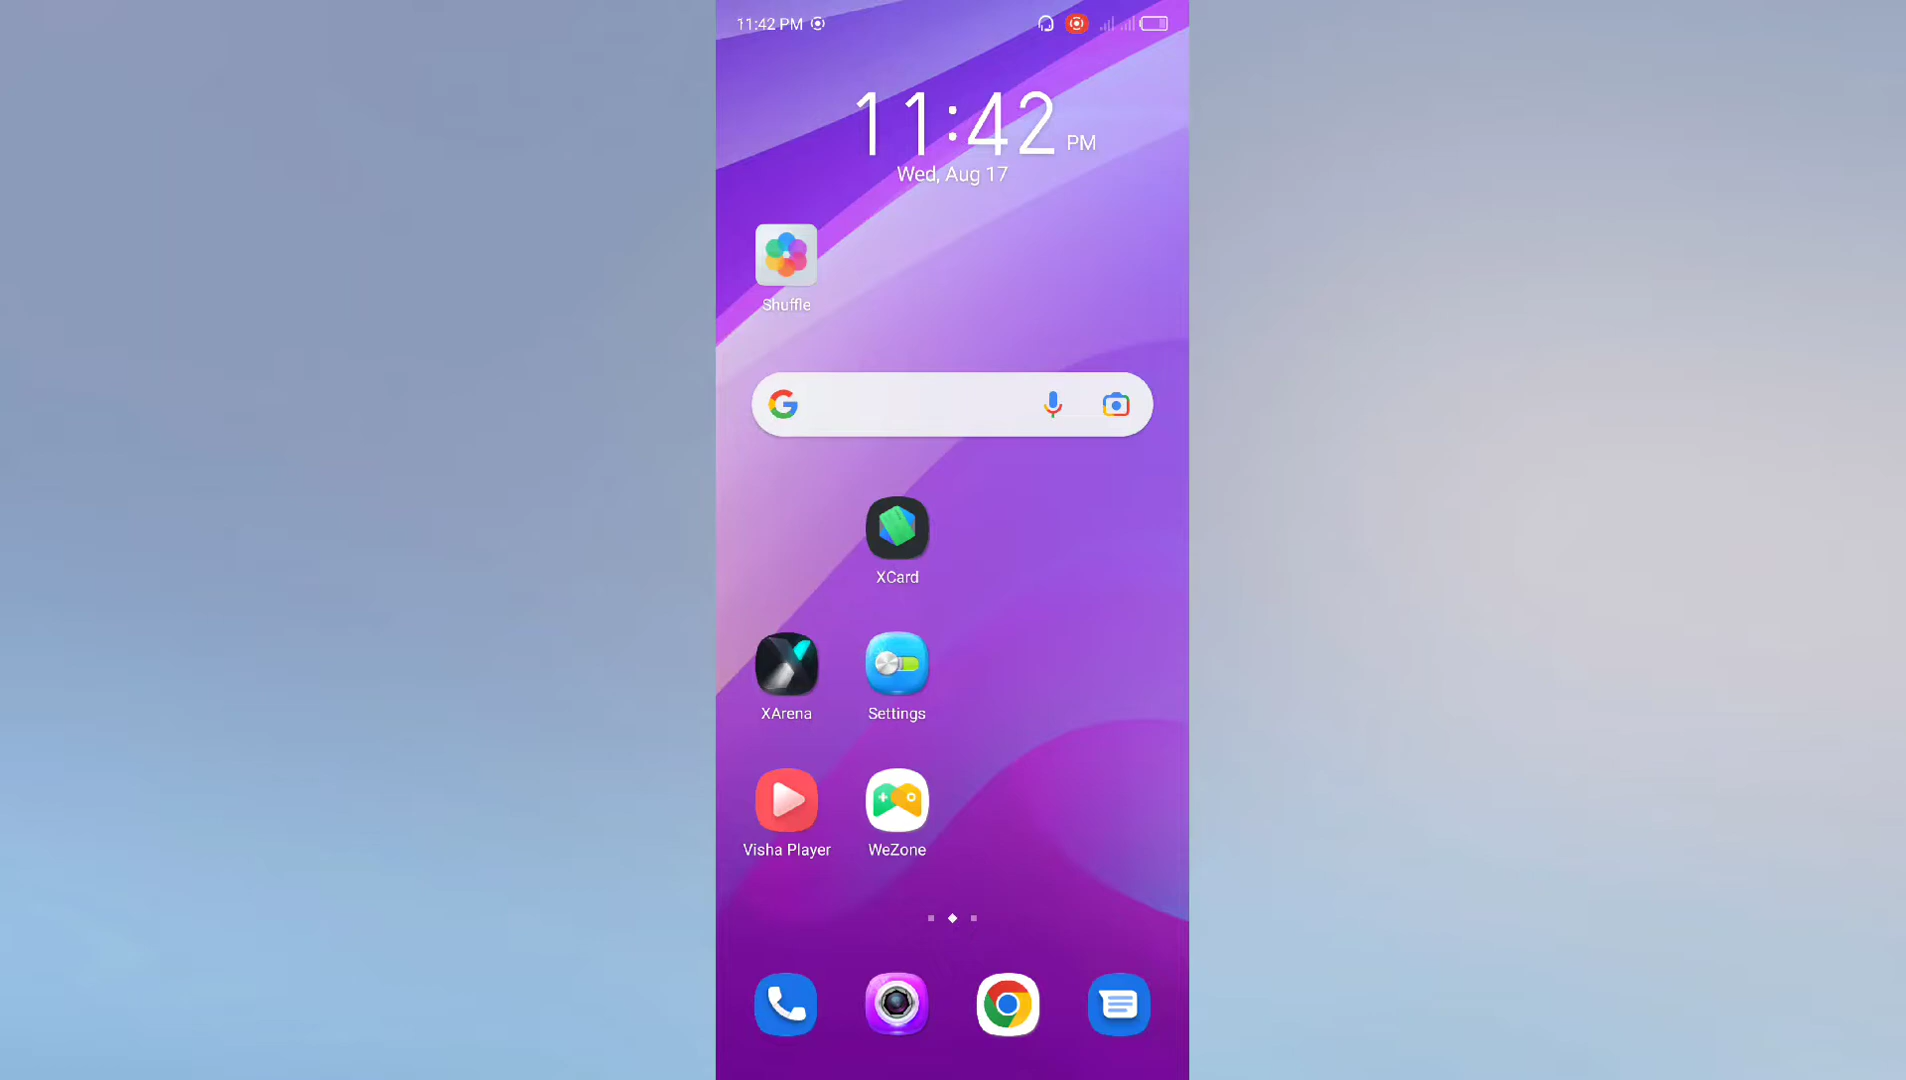 11:42 PM
11:42 PM
Wed, Aug 17
Shuffle
XCard
XArena
Settings
Visha Player
WeZone